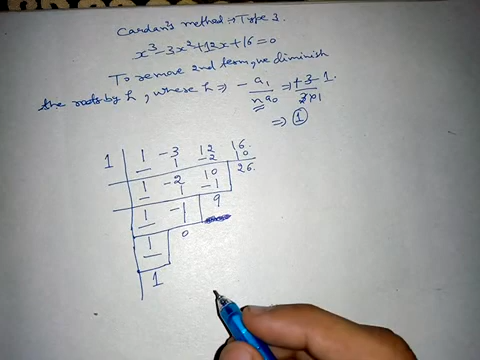 Cardan's method → Type 3.
x³ - 3x² + 12x + 16 = 0
To remove 2nd term, we diminish
the roots by h, where h ⇒ - a₁/na₀ ⇒ +3/3×1 - 1.
⇒ 1
1 | 1 -3 12 16.
— 1 -2 10
1 -2 10 26.
— 1 -1
1 -1 9
— 1
1 0
—
1